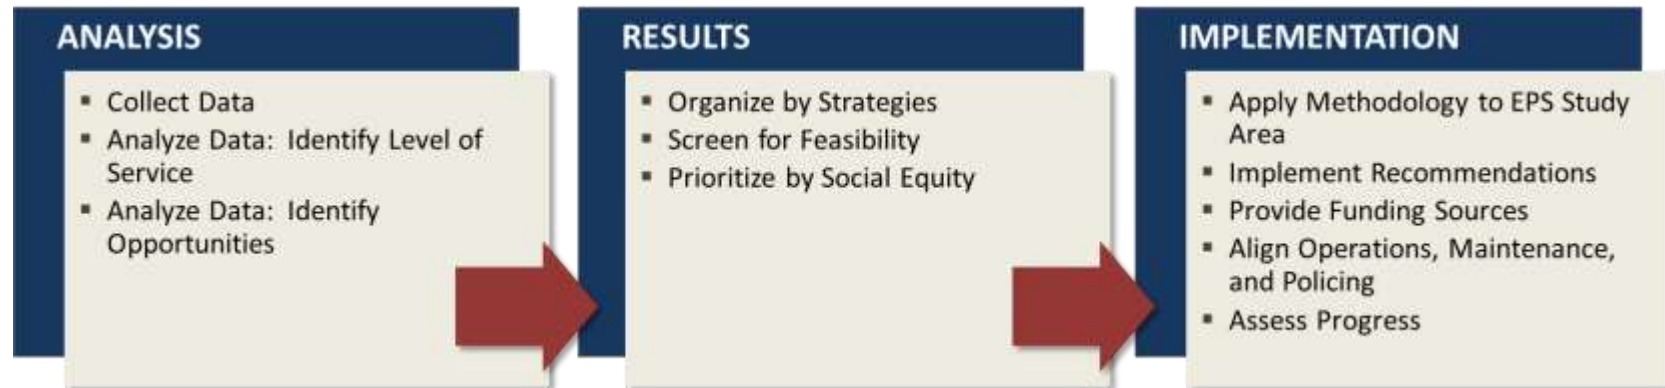 ANALYSIS
▪ Collect Data
▪ Analyze Data: Identify Level of
Service
▪ Analyze Data: Identify
Opportunities
RESULTS
▪ Organize by Strategies
▪ Screen for Feasibility
▪ Prioritize by Social Equity
IMPLEMENTATION
▪ Apply Methodology to EPS Study
Area
▪ Implement Recommendations
▪ Provide Funding Sources
▪ Align Operations, Maintenance,
and Policing
▪ Assess Progress